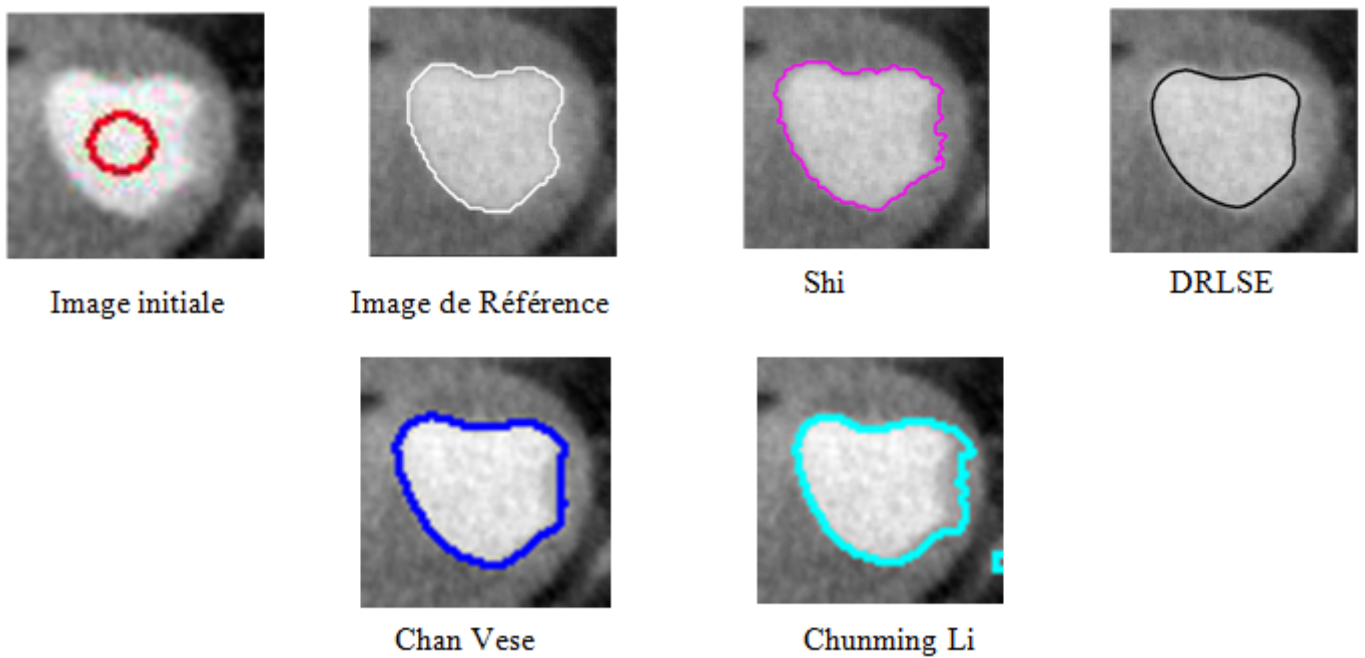 Image initiale
Image de Référence
Shi
DRLSE
Chan Vese
Chunming Li